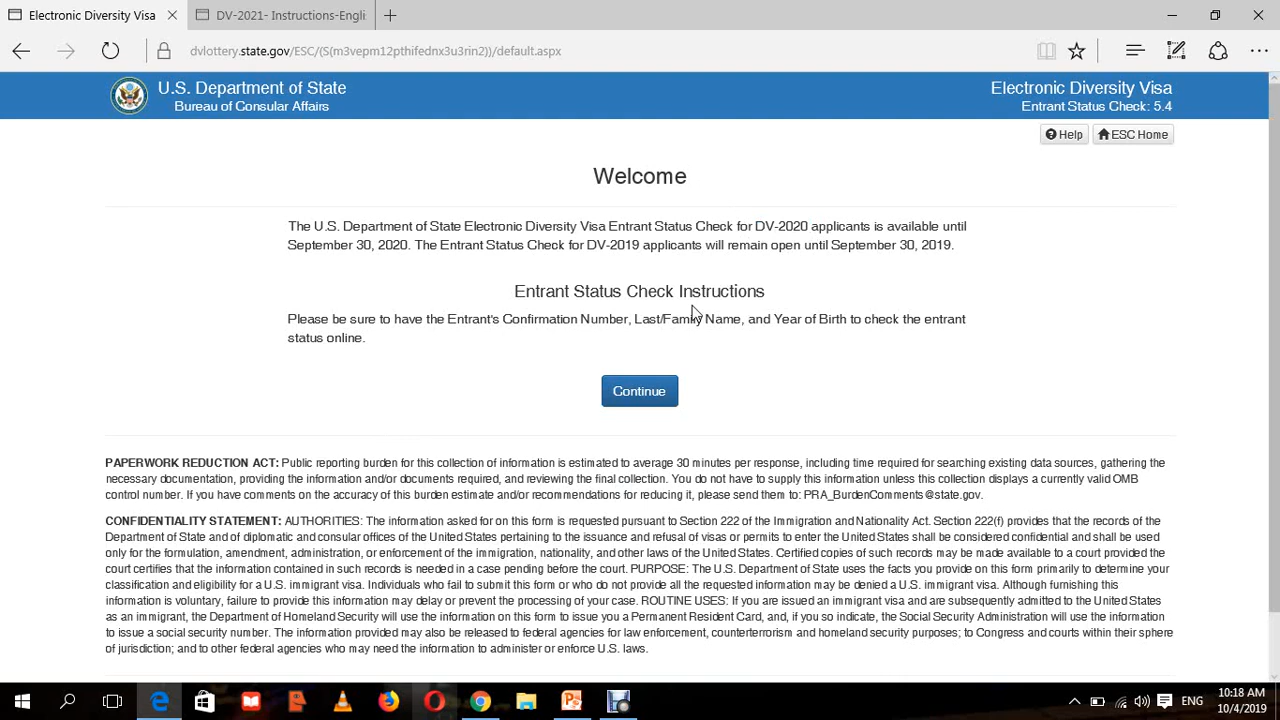 Electronic Diversity Visa
DV-2021- Instructions-Engli
dvlottery.state.gov/ESC/(S(m3vepm12pthifednx3u3rin2))/default.aspx
U.S. Department of State
Bureau of Consular Affairs
Electronic Diversity Visa
Entrant Status Check: 5.4
Help
ESC Home
Welcome
The U.S. Department of State Electronic Diversity Visa Entrant Status Check for DV-2020 applicants is available until
September 30, 2020. The Entrant Status Check for DV-2019 applicants will remain open until September 30, 2019.
Entrant Status Check Instructions
Please be sure to have the Entrant's Confirmation Number, Last/Family Name, and Year of Birth to check the entrant
status online.
Continue
PAPERWORK REDUCTION ACT: Public reporting burden for this collection of information is estimated to average 30 minutes per response, including time required for searching existing data sources, gathering the
necessary documentation, providing the information and/or documents required, and reviewing the final collection. You do not have to supply this information unless this collection displays a currently valid OMB
control number. If you have comments on the accuracy of this burden estimate and/or recommendations for reducing it, please send them to: PRA_BurdenComments@state.gov.
CONFIDENTIALITY STATEMENT: AUTHORITIES: The information asked for on this form is requested pursuant to Section 222 of the Immigration and Nationality Act. Section 222(f) provides that the records of the
Department of State and of diplomatic and consular offices of the United States pertaining to the issuance and refusal of visas or permits to enter the United States shall be considered confidential and shall be used
only for the formulation, amendment, administration, or enforcement of the immigration, nationality, and other laws of the United States. Certified copies of such records may be made available to a court provided the
court certifies that the information contained in such records is needed in a case pending before the court. PURPOSE: The U.S. Department of State uses the facts you provide on this form primarily to determine your
classification and eligibility for a U.S. immigrant visa. Individuals who fail to submit this form or who do not provide all the requested information may be denied a U.S. immigrant visa. Although furnishing this
information is voluntary, failure to provide this information may delay or prevent the processing of your case. ROUTINE USES: If you are issued an immigrant visa and are subsequently admitted to the United States
as an immigrant, the Department of Homeland Security will use the information on this form to issue you a Permanent Resident Card, and, if you so indicate, the Social Security Administration will use the information
to issue a social security number. The information provided may also be released to federal agencies for law enforcement, counterterrorism and homeland security purposes; to Congress and courts within their sphere
of jurisdiction; and to other federal agencies who may need the information to administer or enforce U.S. laws.
ENG
10:18 AM
10/4/2019